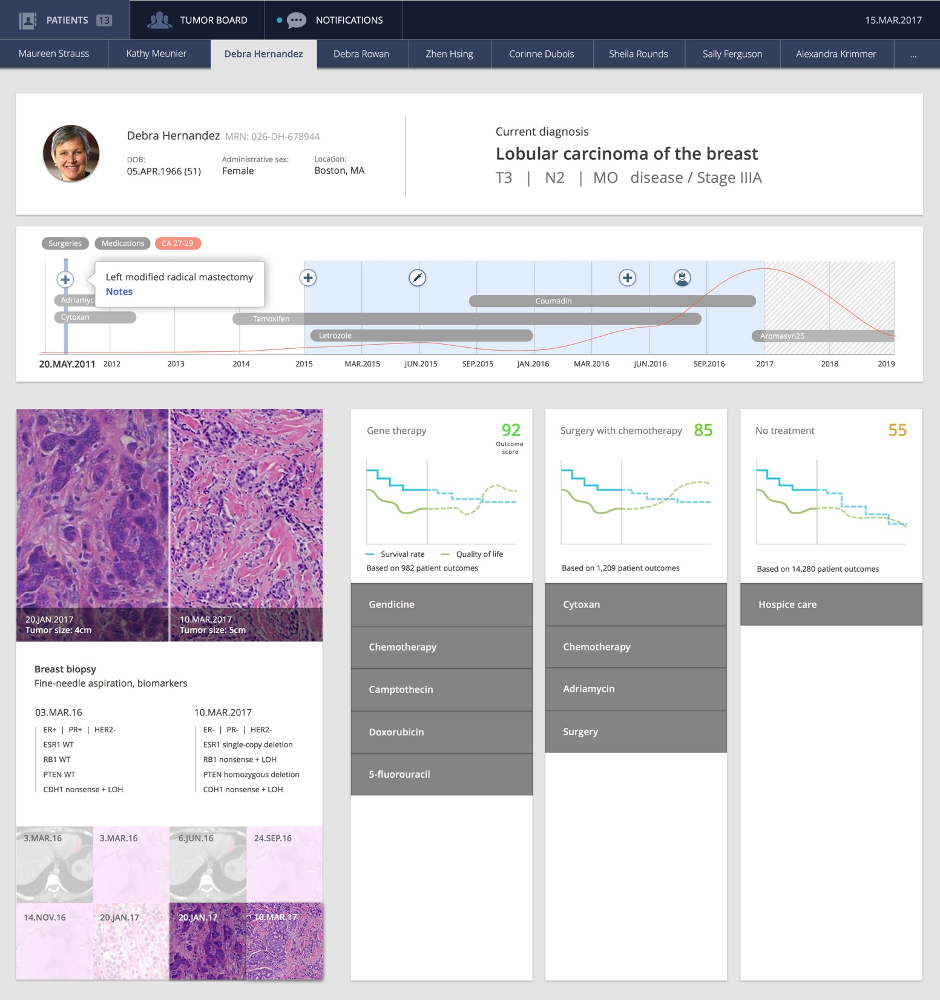 PATIENTS 13
TUMOR BOARD
NOTIFICATIONS
15.MAR.2017
Maureen Strauss
Kathy Meunier
Debra Hernandez
Debra Rowan
Zhen Hsing
Corinne Dubois
Sheila Rounds
Sally Ferguson
Alexandra Krimmer
...
Debra Hernandez MRN: 026-DH-678944
DOB:
05.APR.1966 (51)
Administrative sex:
Female
Location:
Boston, MA
Current diagnosis
Lobular carcinoma of the breast
T3 | N2 | MO disease / Stage IIIA
Surgeries
Medications
CA 27-29
Left modified radical mastectomy
Notes
Adriamyc
Cytoxan
Tamoxifen
Letrozole
Coumadin
Aromasyn25
20.MAY.2011
2012
2013
2014
2015
MAR.2015
JUN.2015
SEP.2015
JAN.2016
MAR.2016
JUN.2016
SEP.2016
2017
2018
2019
20.JAN.2017
Tumor size: 4cm
10.MAR.2017
Tumor size: 5cm
Breast biopsy
Fine-needle aspiration, biomarkers
03.MAR.16
ER+ | PR+ | HER2-
ESR1 WT
RB1 WT
PTEN WT
CDH1 nonsense + LOH
10.MAR.2017
ER- | PR- | HER2-
ESR1 single-copy deletion
RB1 nonsense + LOH
PTEN homozygous deletion
CDH1 nonsense + LOH
3.MAR.16
3.MAR.16
6.JUN.16
24.SEP.16
14.NOV.16
20.JAN.17
20.JAN.17
10.MAR.17
Gene therapy
92
Outcome
score
Survival rate
Quality of life
Based on 982 patient outcomes
Gendicine
Chemotherapy
Camptothecin
Doxorubicin
5-fluorouracil
Surgery with chemotherapy
85
Based on 1,209 patient outcomes
Cytoxan
Chemotherapy
Adriamycin
Surgery
No treatment
55
Based on 14,280 patient outcomes
Hospice care